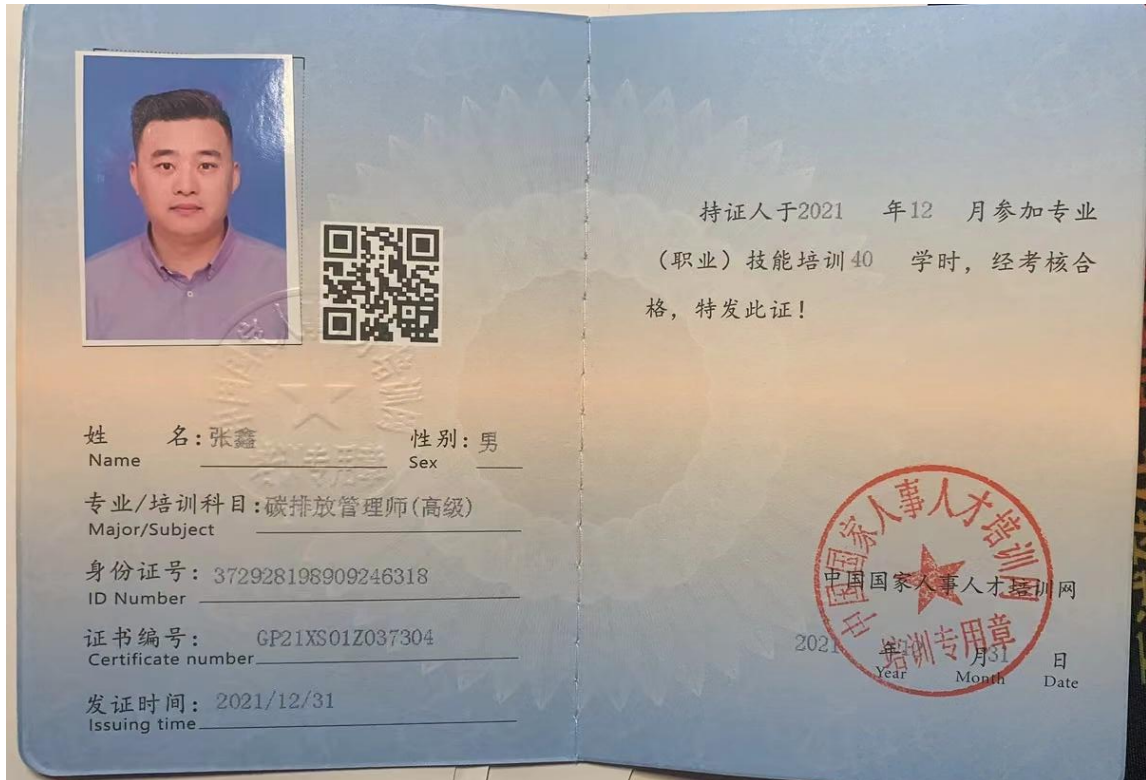 姓 名:张鑫 性别:男
Name Sex
专业/培训科目:碳排放管理师(高级)
Major/Subject
身份证号:372928198909246318
ID Number
证书编号: GP21XS01Z037304
Certificate number
发证时间:2021/12/31
Issuing time
持证人于2021 年12 月参加专业
(职业)技能培训40 学时,经考核合
格,特发此证!
中国国家人事人才培训网
中国国家人事人才培训网
培训专用章
2021 年 月31 日
Year Month Date